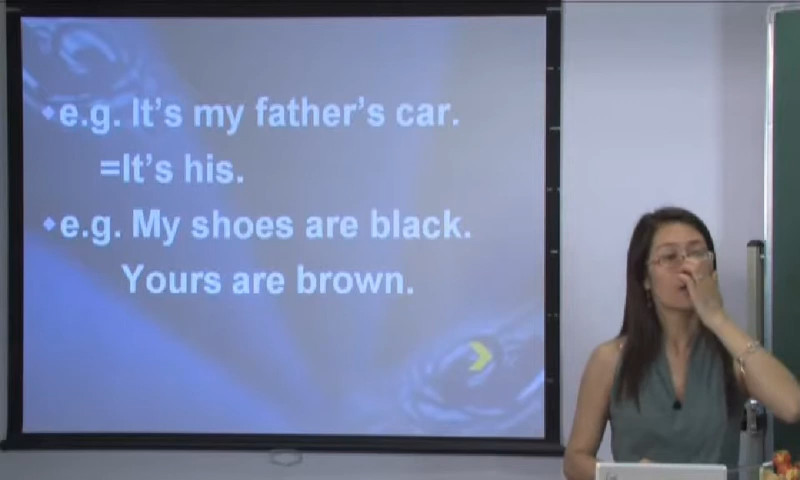 e.g. It's my father's car.
=It's his.
e.g. My shoes are black.
Yours are brown.